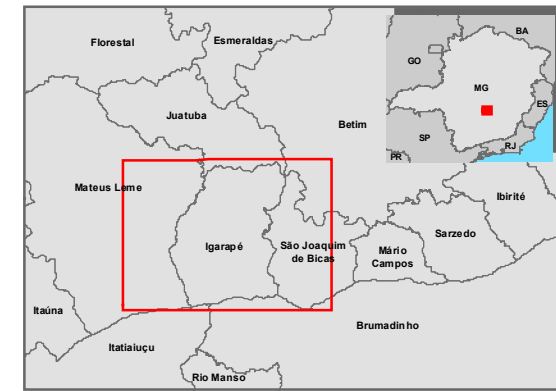 Florestal
Esmeraldas
BA
GO
MG
ES
SP
RJ
PR
Juatuba
Betim
Mateus Leme
Ibirité
Igarapé
São Joaquim
de Bicas
Mário
Campos
Sarzedo
Itaúna
Itatiaiuçu
Brumadinho
Rio Manso